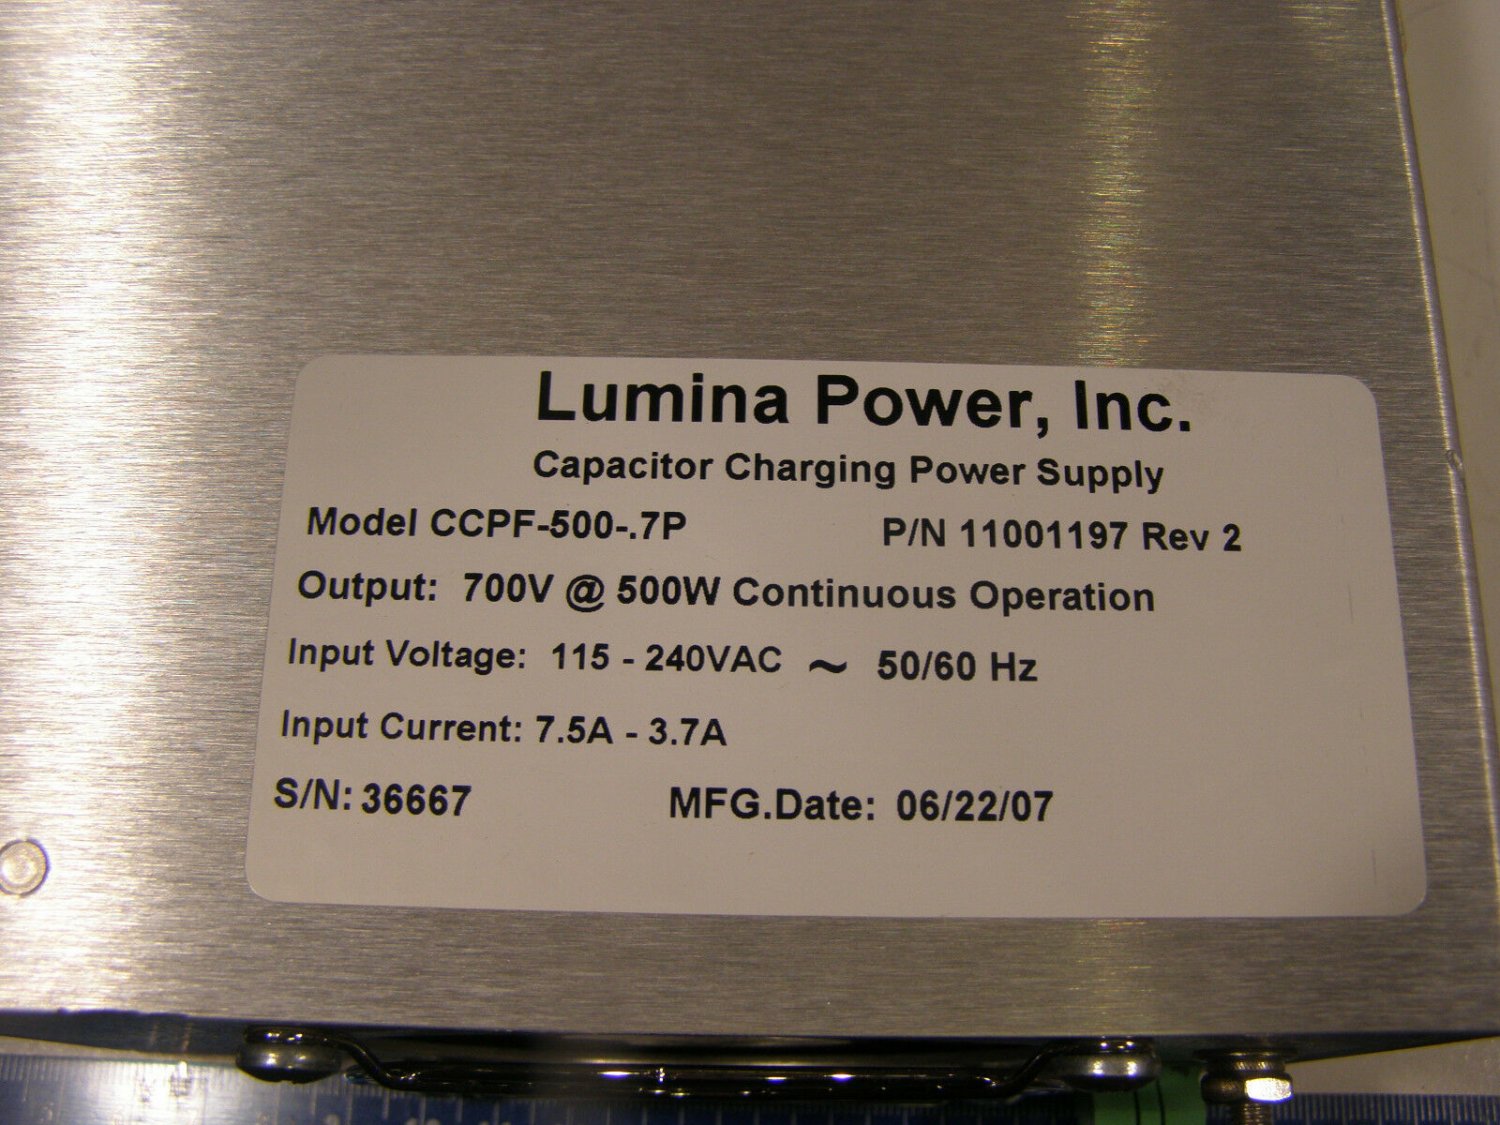 Lumina Power, Inc.
Capacitor Charging Power Supply
Model CCPF-500-.7P P/N 11001197 Rev 2
Output: 700V @ 500W Continuous Operation
Input Voltage: 115 - 240VAC ~ 50/60 Hz
Input Current: 7.5A - 3.7A
S/N: 36667 MFG.Date: 06/22/07